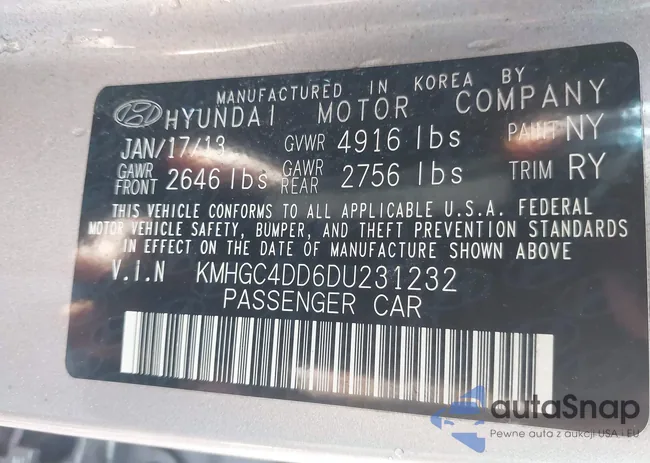 MANUFACTURED IN KOREA BY
HYUNDAI MOTOR COMPANY
JAN/17/13 GVWR 4916 lbs PAINT NY
GAWR FRONT 2646 lbs GAWR REAR 2756 lbs TRIM RY
THIS VEHICLE CONFORMS TO ALL APPLICABLE U.S.A. FEDERAL
MOTOR VEHICLE SAFETY, BUMPER, AND THEFT PREVENTION STANDARDS
IN EFFECT ON THE DATE OF MANUFACTURE SHOWN ABOVE
V.i.N KMHGC4DD6DU231232
PASSENGER CAR
autaSnap
Pewne auta z aukcji USA i EU